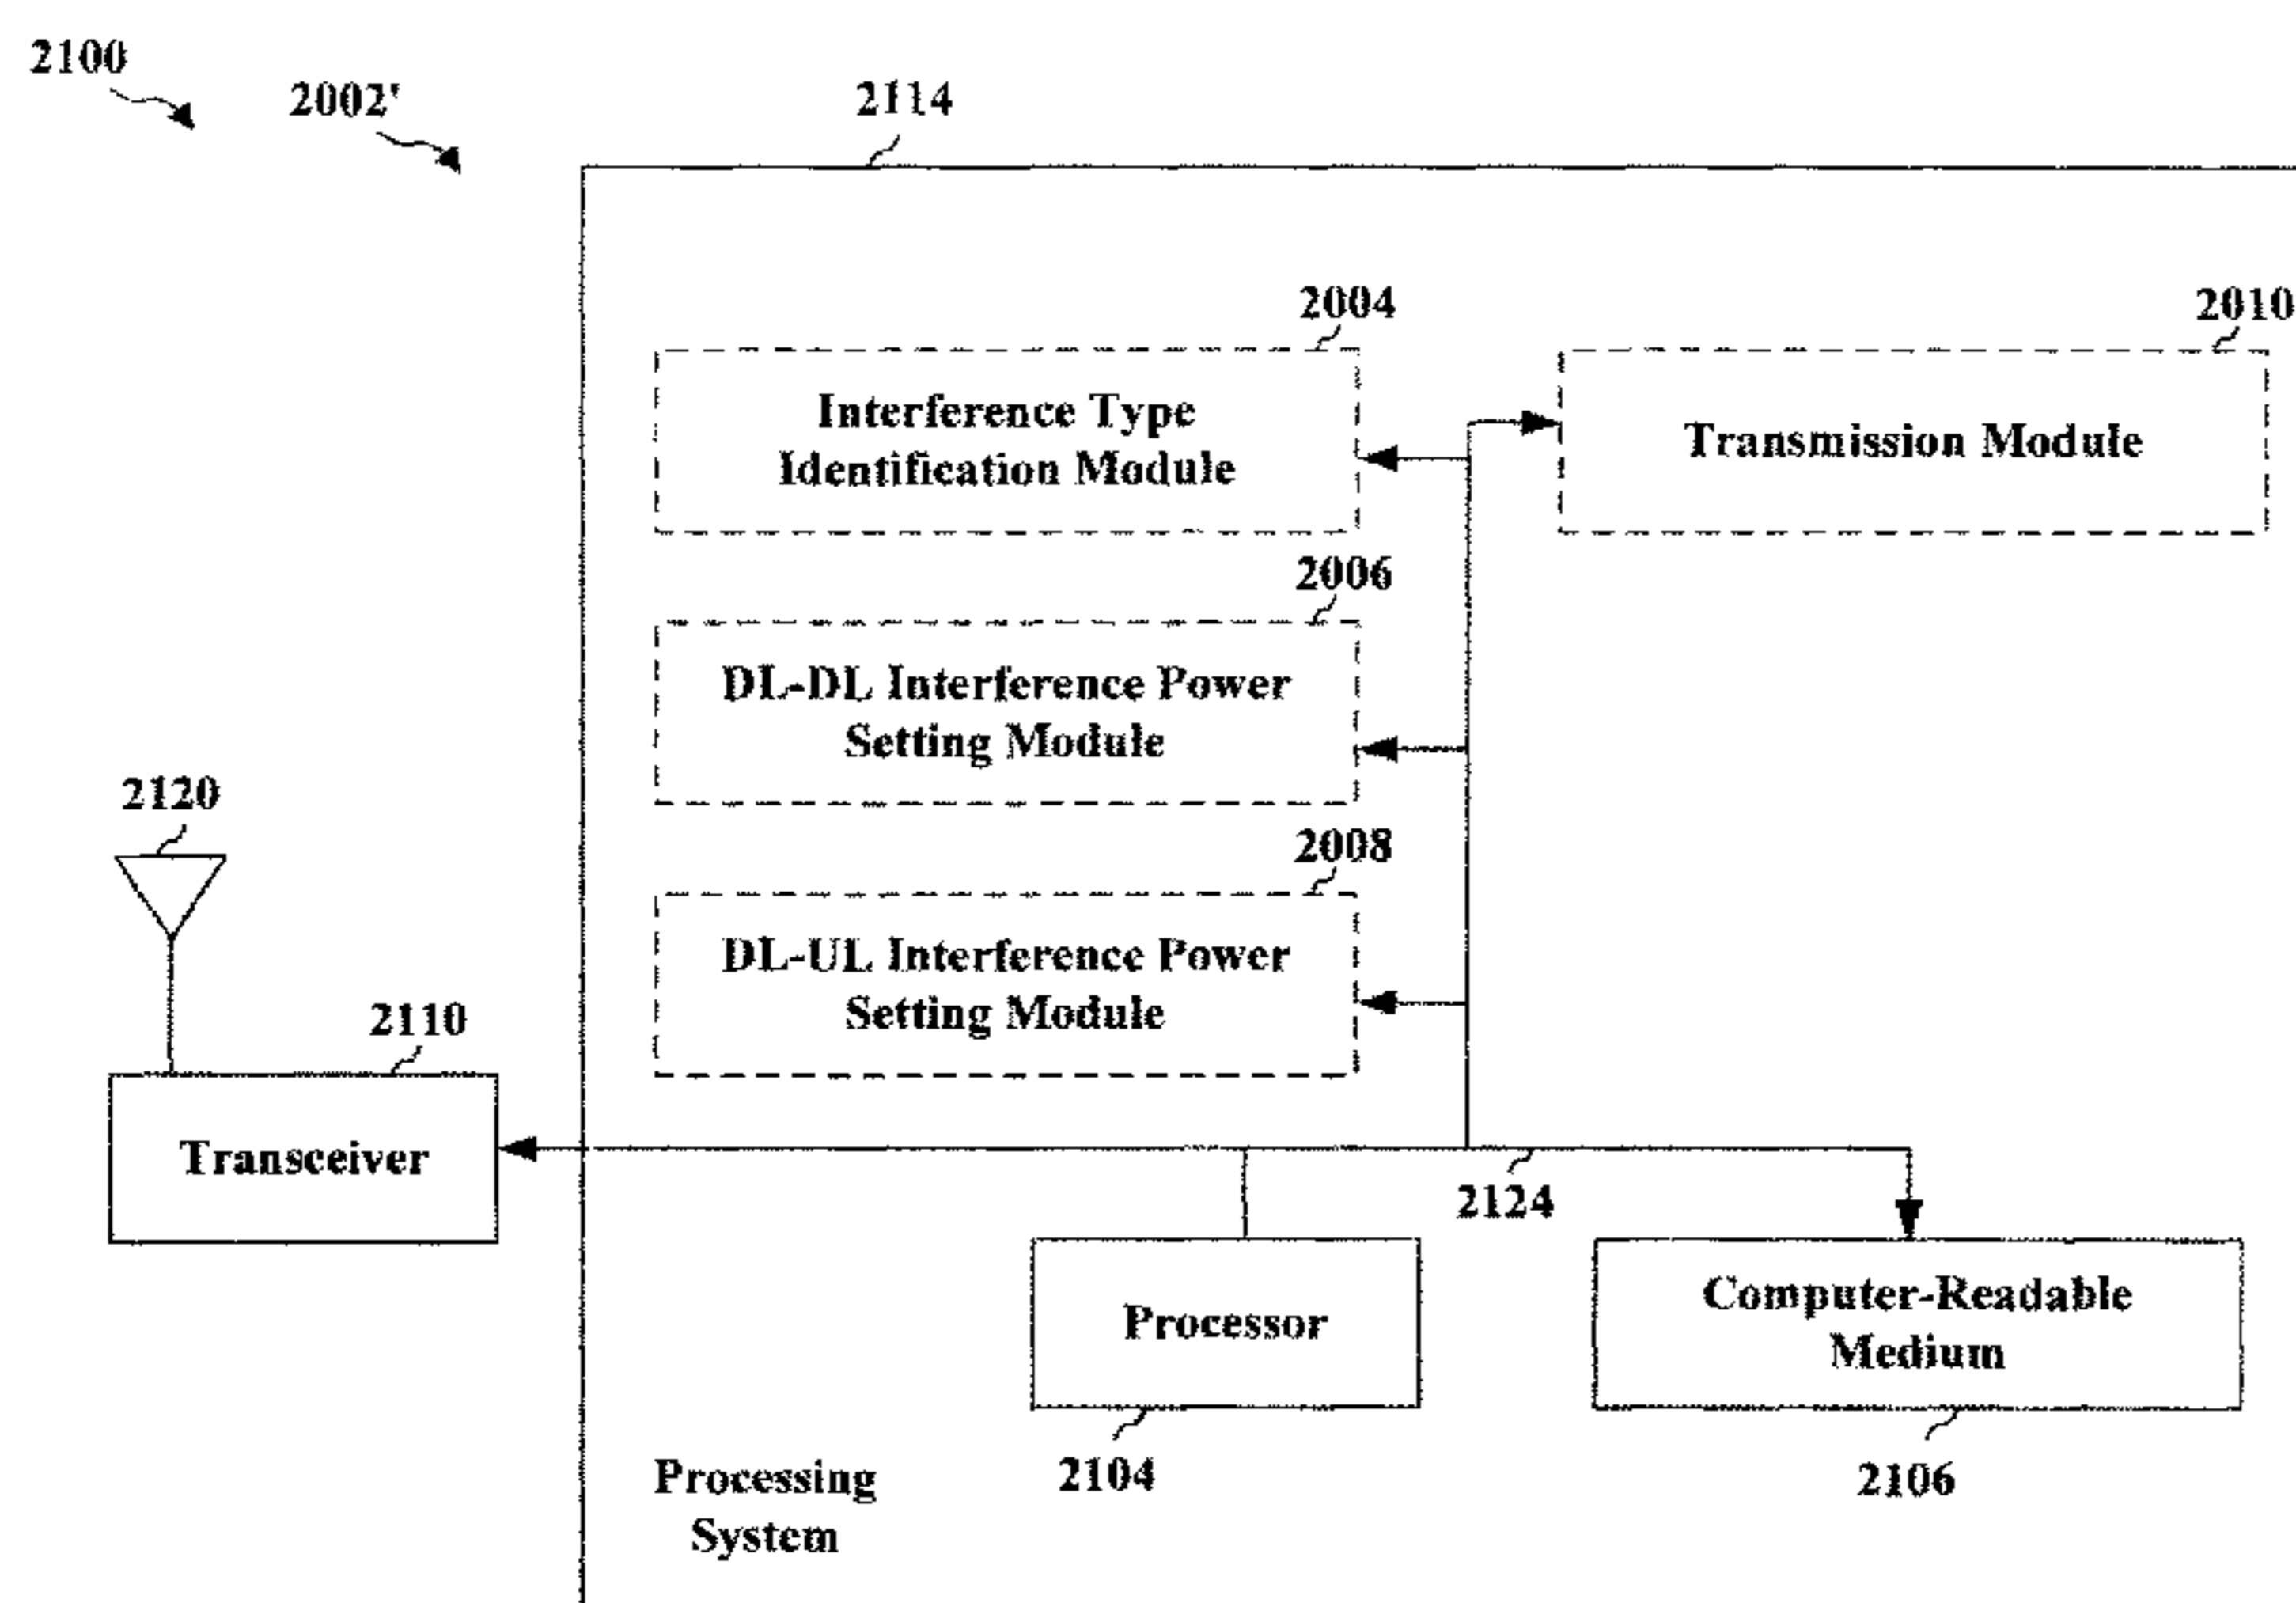 2100
2002'
2114
2004
2010
Interference Type
Identification Module
Transmission Module
2006
DL-DL Interference Power
Setting Module
2120
2008
DL-UL Interference Power
Setting Module
2110
Transceiver
2124
Processor
Computer-Readable
Medium
2104
2106
Processing
System